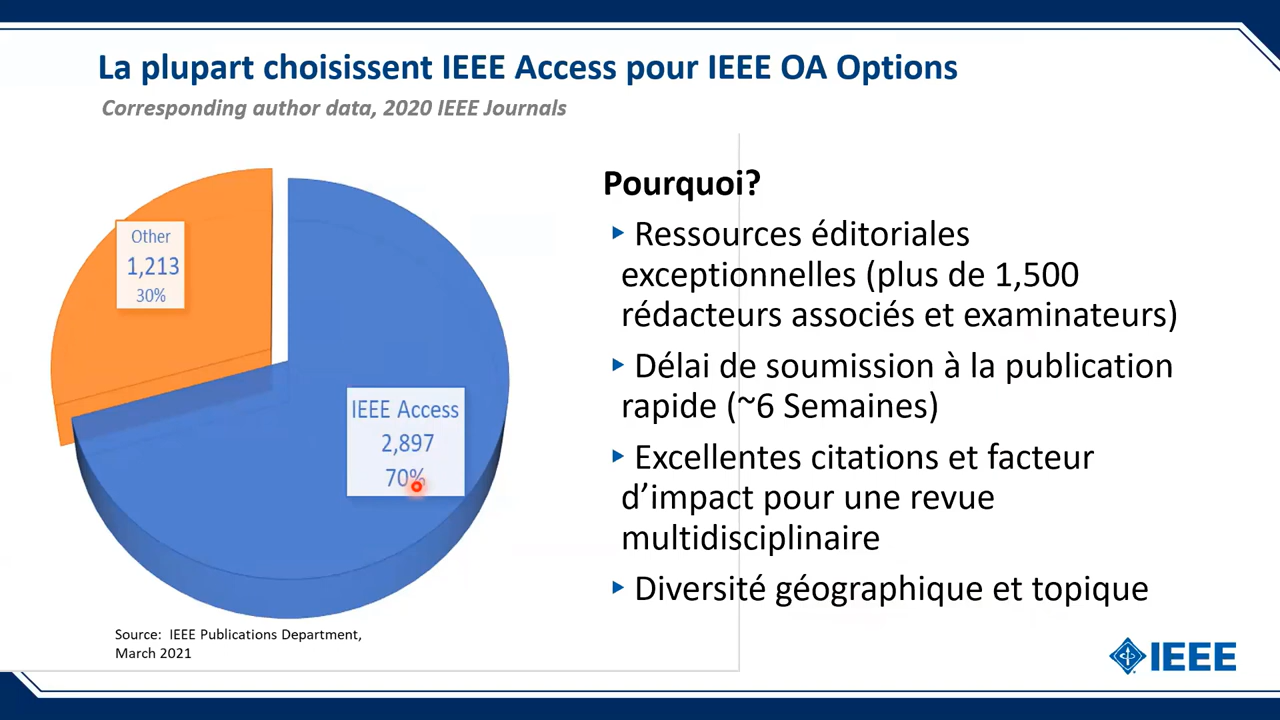 La plupart choisissent IEEE Access pour IEEE OA Options
Corresponding author data, 2020 IEEE Journals
Other
1,213
30%
IEEE Access
2,897
70%
Source: IEEE Publications Department,
March 2021
Pourquoi?
Ressources éditoriales
exceptionnelles (plus de 1,500
rédacteurs associés et examinateurs)
Délai de soumission à la publication
rapide (~6 Semaines)
Excellentes citations et facteur
d’impact pour une revue
multidisciplinaire
Diversité géographique et topique
IEEE